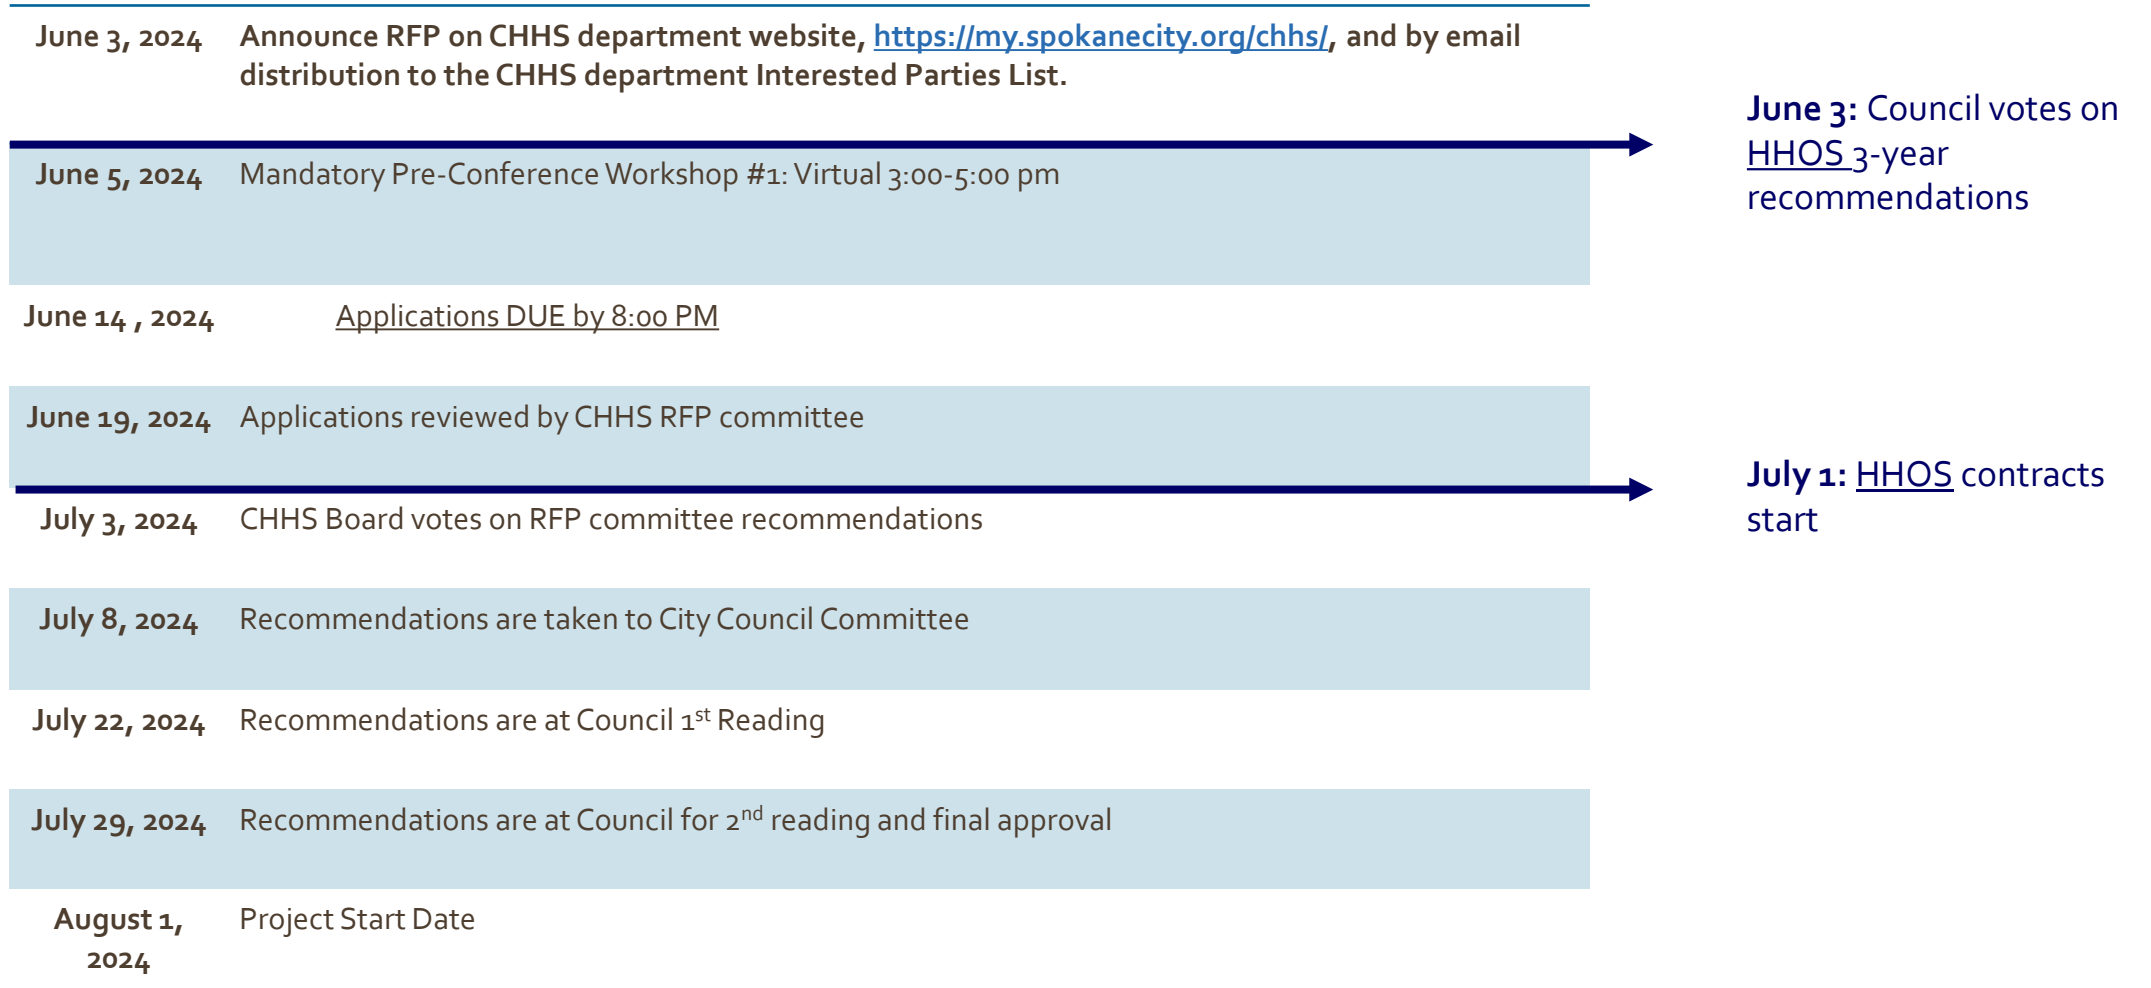 June 3, 2024 Announce RFP on CHHS department website, https://my.spokanecity.org/chhs/, and by email
distribution to the CHHS department Interested Parties List.
June 3: Council votes on
HHOS 3-year
recommendations
June 5, 2024 Mandatory Pre-Conference Workshop #1: Virtual 3:00-5:00 pm
June 14 , 2024 Applications DUE by 8:00 PM
June 19, 2024 Applications reviewed by CHHS RFP committee
July 1: HHOS contracts
start
July 3, 2024 CHHS Board votes on RFP committee recommendations
July 8, 2024 Recommendations are taken to City Council Committee
July 22, 2024 Recommendations are at Council 1st Reading
July 29, 2024 Recommendations are at Council for 2nd reading and final approval
August 1, Project Start Date
2024